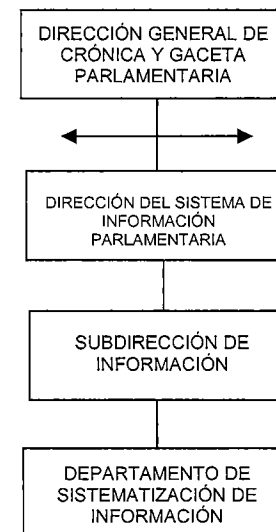 DIRECCIÓN GENERAL DE
CRÓNICA Y GACETA
PARLAMENTARIA
DIRECCIÓN DEL SISTEMA DE
INFORMACIÓN
PARLAMENTARIA
SUBDIRECCIÓN DE
INFORMACIÓN
DEPARTAMENTO DE
SISTEMATIZACIÓN DE
INFORMACIÓN